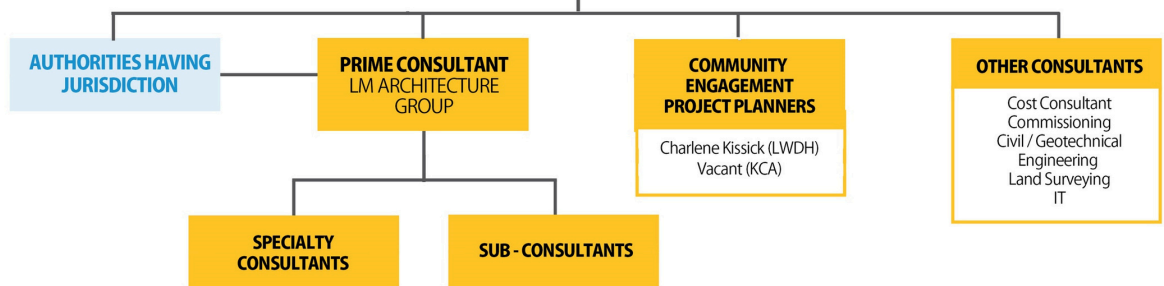 AUTHORITIES HAVING
JURISDICTION
PRIME CONSULTANT
LM ARCHITECTURE
GROUP
COMMUNITY
ENGAGEMENT
PROJECT PLANNERS
Charlene Kissick (LWDH)
Vacant (KCA)
OTHER CONSULTANTS
Cost Consultant
Commissioning
Civil / Geotechnical
Engineering
Land Surveying
IT
SPECIALTY
CONSULTANTS
SUB - CONSULTANTS